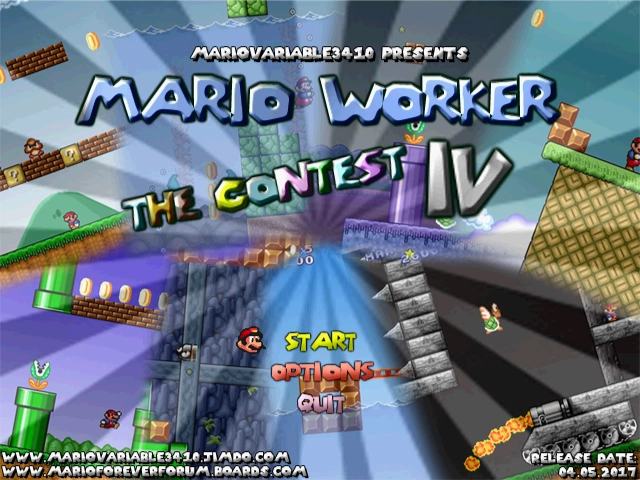 MARIOVARIABLE3410 PRESENTS
MARIO WORKER
THE CONTEST IV
START
OPTIONS...
QUIT
WWW.MARIOVARIABLE3410.JIMDO.COM
WWW.MARIOFOREVERFORUM.BOARDS.COM
RELEASE DATE:
04.05.2017